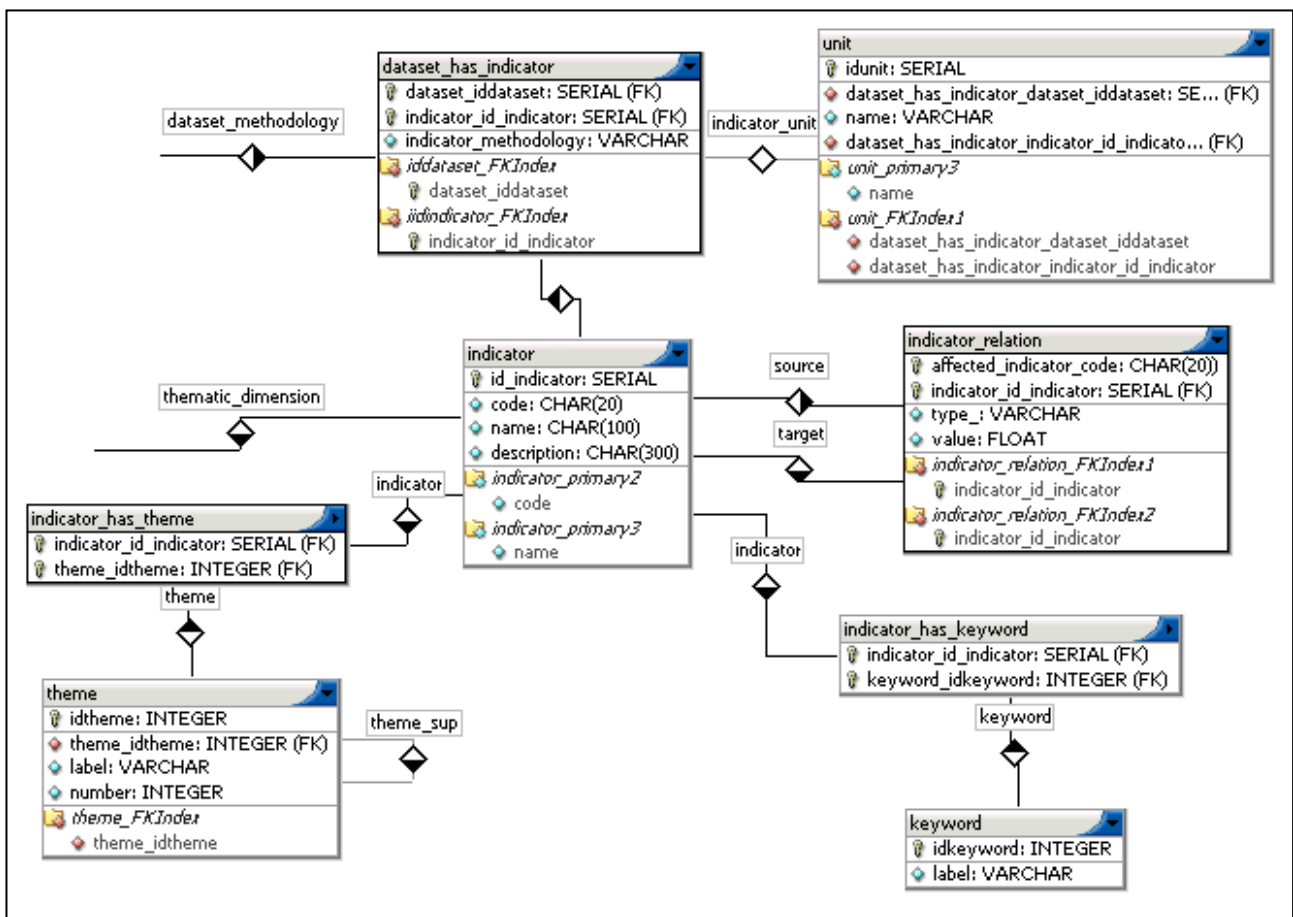 dataset_methodology
dataset_has_indicator
dataset_iddataset: SERIAL (FK)
indicator_id_indicator: SERIAL (FK)
indicator_methodology: VARCHAR
iddataset_FKIndex
dataset_iddataset
iidindicator_FKIndex
indicator_id_indicator
indicator_unit
unit
idunit: SERIAL
dataset_has_indicator_dataset_iddataset: SE... (FK)
name: VARCHAR
dataset_has_indicator_indicator_id_indicato... (FK)
unit_primary3
name
unit_FKIndex1
dataset_has_indicator_dataset_iddataset
dataset_has_indicator_indicator_id_indicator
thematic_dimension
indicator
id_indicator: SERIAL
code: CHAR(20)
name: CHAR(100)
description: CHAR(300)
indicator_primary2
code
indicator_primary3
name
source
target
indicator_relation
affected_indicator_code: CHAR(20))
indicator_id_indicator: SERIAL (FK)
type_: VARCHAR
value: FLOAT
indicator_relation_FKIndex1
indicator_id_indicator
indicator_relation_FKIndex2
indicator_id_indicator
indicator
indicator_has_theme
indicator_id_indicator: SERIAL (FK)
theme_idtheme: INTEGER (FK)
theme
theme
idtheme: INTEGER
theme_idtheme: INTEGER (FK)
label: VARCHAR
number: INTEGER
theme_FKIndex
theme_idtheme
theme_sup
indicator
indicator_has_keyword
indicator_id_indicator: SERIAL (FK)
keyword_idkeyword: INTEGER (FK)
keyword
keyword
idkeyword: INTEGER
label: VARCHAR